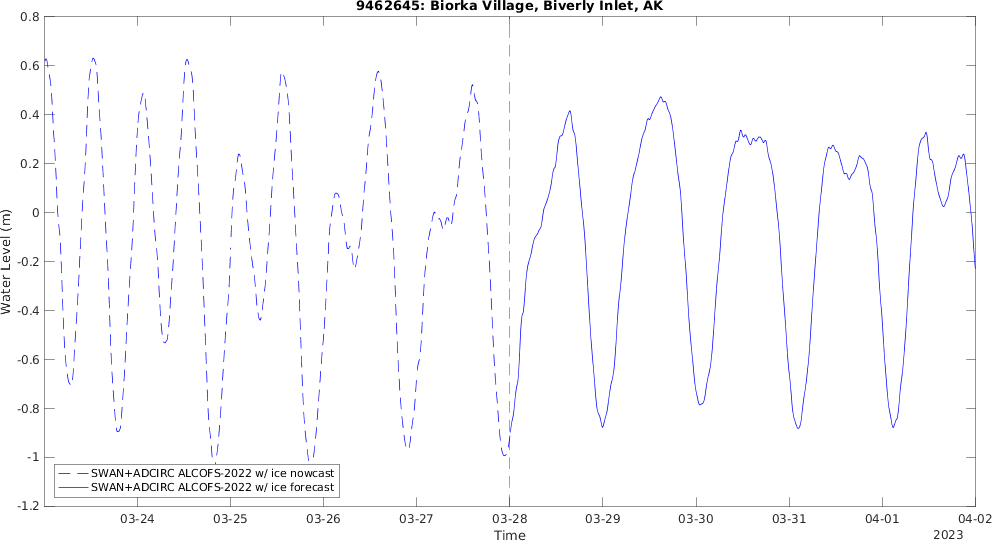 9462645: Biorka Village, Biverly Inlet, AK
Water Level (m)
0.8
0.6
0.4
0.2
0
-0.2
-0.4
-0.6
-0.8
-1
-1.2
SWAN+ADCIRC ALCOFS-2022 w/ ice nowcast
SWAN+ADCIRC ALCOFS-2022 w/ ice forecast
03-24 03-25 03-26 03-27 03-28 03-29 03-30 03-31 04-01 04-02
Time
2023